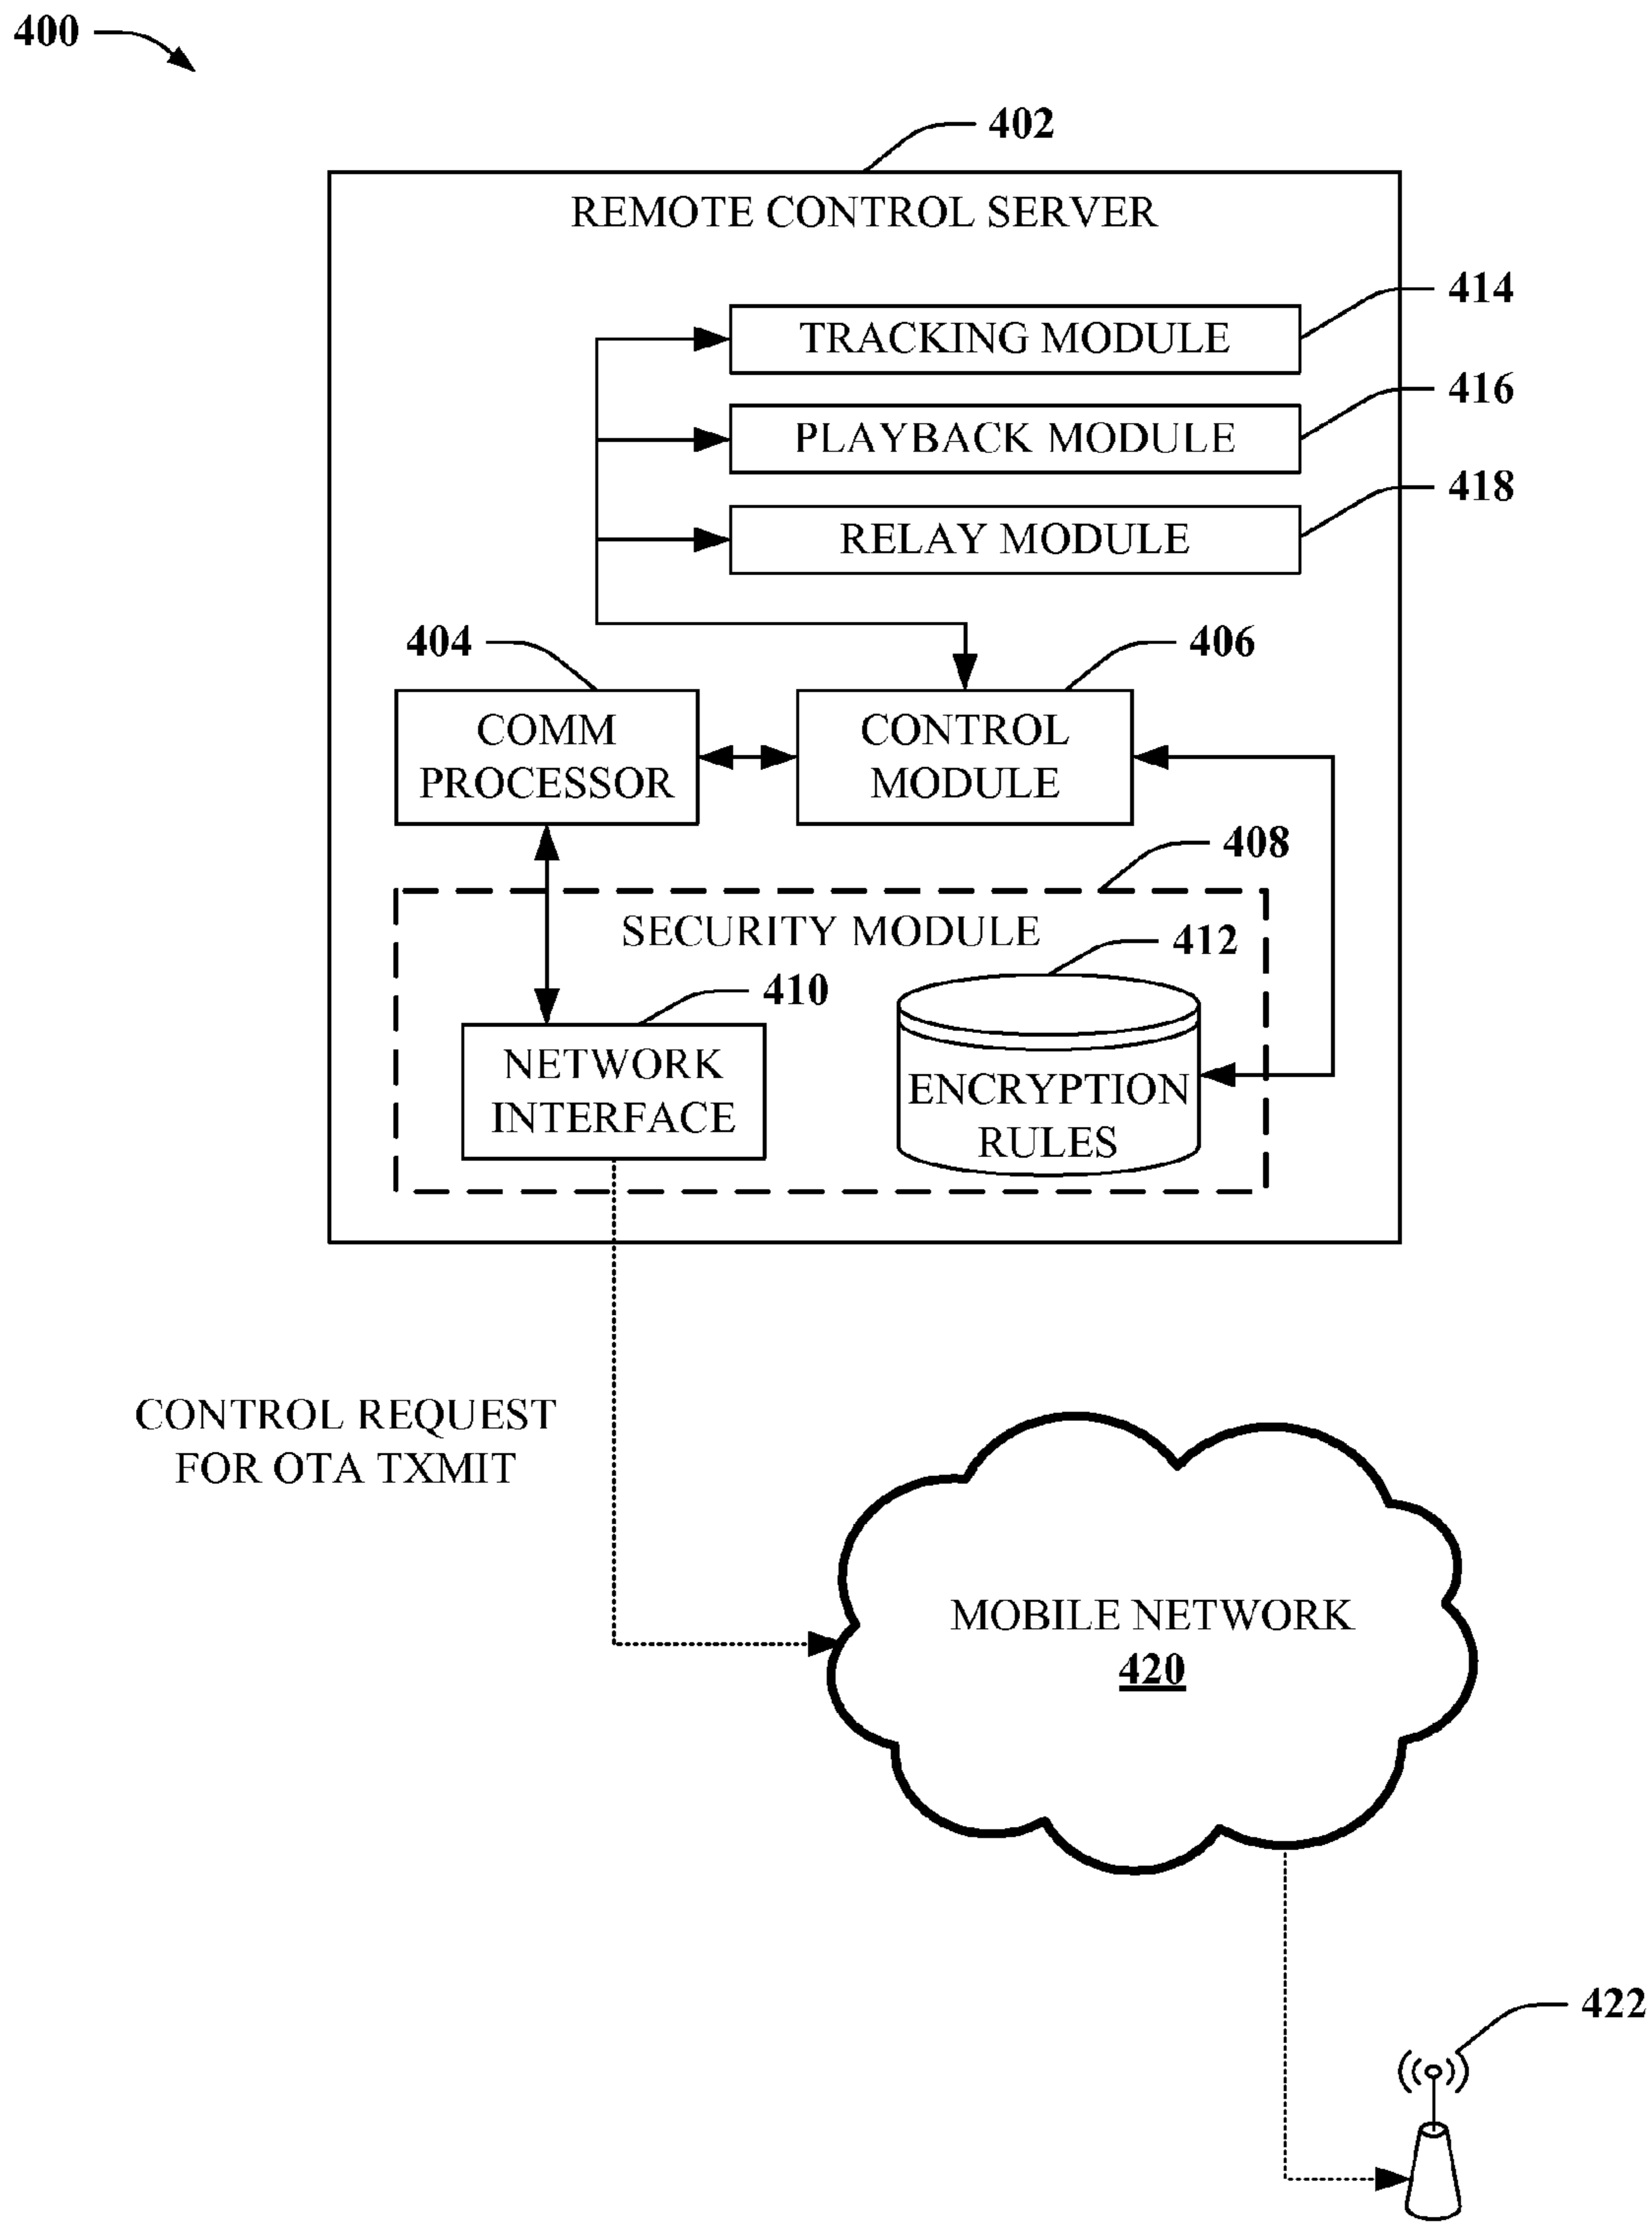 400
402
REMOTE CONTROL SERVER
414
TRACKING MODULE
416
PLAYBACK MODULE
418
RELAY MODULE
404
406
COMM
PROCESSOR
CONTROL
MODULE
408
SECURITY MODULE
412
410
NETWORK
INTERFACE
ENCRYPTION
RULES
CONTROL REQUEST
FOR OTA TXMIT
MOBILE NETWORK
420
422